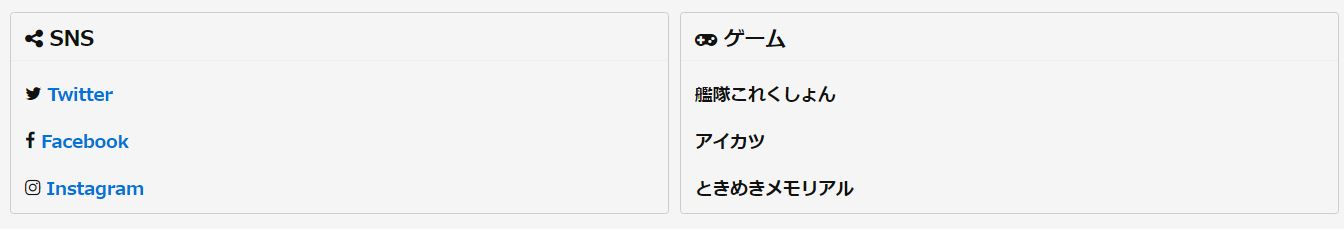 SNS
Twitter
Facebook
Instagram
ゲーム
艦隊これくしょん
アイカツ
ときめきメモリアル